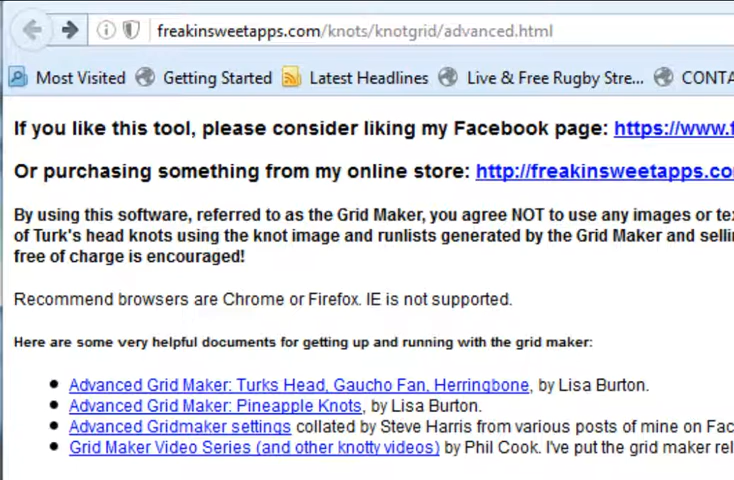 freakinsweetapps.com/knots/knotgrid/advanced.html
Most Visited Getting Started Latest Headlines Live & Free Rugby Stre... CONTA
If you like this tool, please consider liking my Facebook page: https://www.f
Or purchasing something from my online store: http://freakinsweetapps.co
By using this software, referred to as the Grid Maker, you agree NOT to use any images or te
of Turk's head knots using the knot image and runlists generated by the Grid Maker and selli
free of charge is encouraged!
Recommend browsers are Chrome or Firefox. IE is not supported.
Here are some very helpful documents for getting up and running with the grid maker:
Advanced Grid Maker: Turks Head, Gaucho Fan, Herringbone, by Lisa Burton.
Advanced Grid Maker: Pineapple Knots, by Lisa Burton.
Advanced Gridmaker settings collated by Steve Harris from various posts of mine on Fac
Grid Maker Video Series (and other knotty videos) by Phil Cook. I've put the grid maker rel